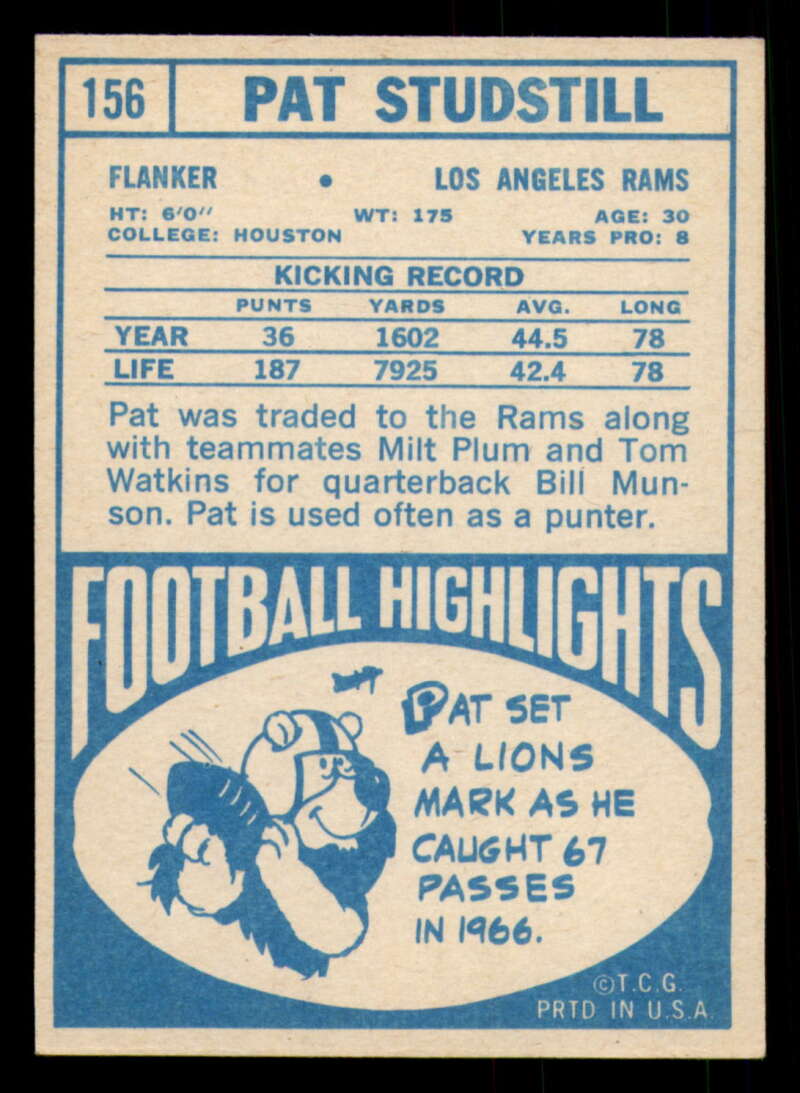 156 PAT STUDSTILL
FLANKER • LOS ANGELES RAMS
HT: 6'0" WT: 175 AGE: 30
COLLEGE: HOUSTON YEARS PRO: 8
KICKING RECORD
PUNTS YARDS AVG. LONG
YEAR 36 1602 44.5 78
LIFE 187 7925 42.4 78
Pat was traded to the Rams along
with teammates Milt Plum and Tom
Watkins for quarterback Bill Mun-
son. Pat is used often as a punter.
FOOTBALL HIGHLIGHTS
PAT SET
A LIONS
MARK AS HE
CAUGHT 67
PASSES
IN 1966.
©T.C.G.
PRTD IN U.S.A.